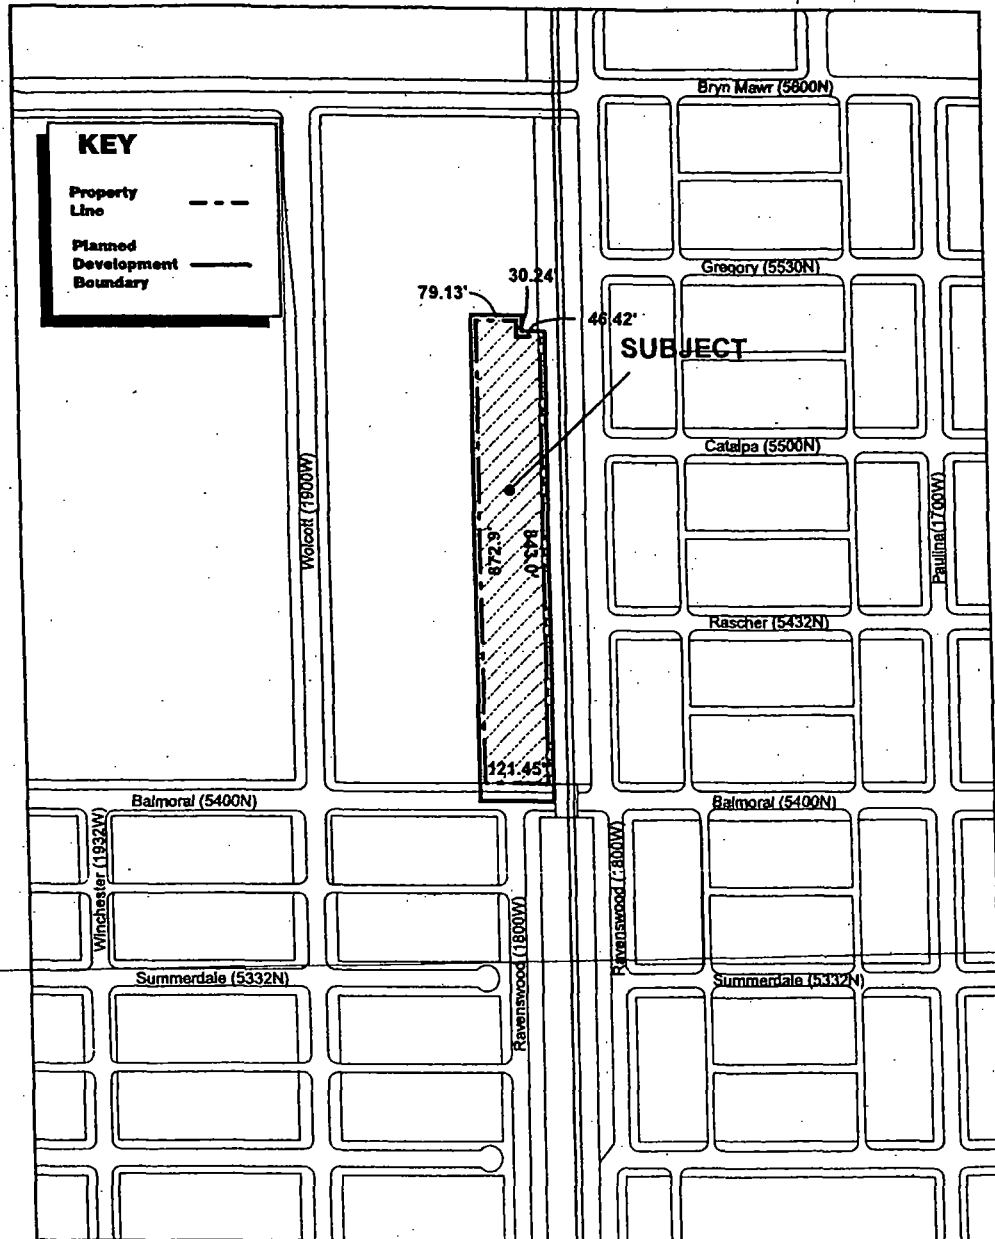 Bryn Mawr (5600N)
KEY
Property
Line
Planned
Development
Boundary
Gregory (5530N)
30.24'
79.13'
46.42'
SUBJECT
Catalpa (5500N)
Wolcott (1900W)
Paulina (1700W)
872.9'
843.0'
Rascher (5432N)
121.45'
Balmoral (5400N)
Balmoral (5400N)
Winchester (1932W)
Ravenswood (1800W)
Ravenswood (1800W)
Summerdale (5332N)
Summerdale (5332N)